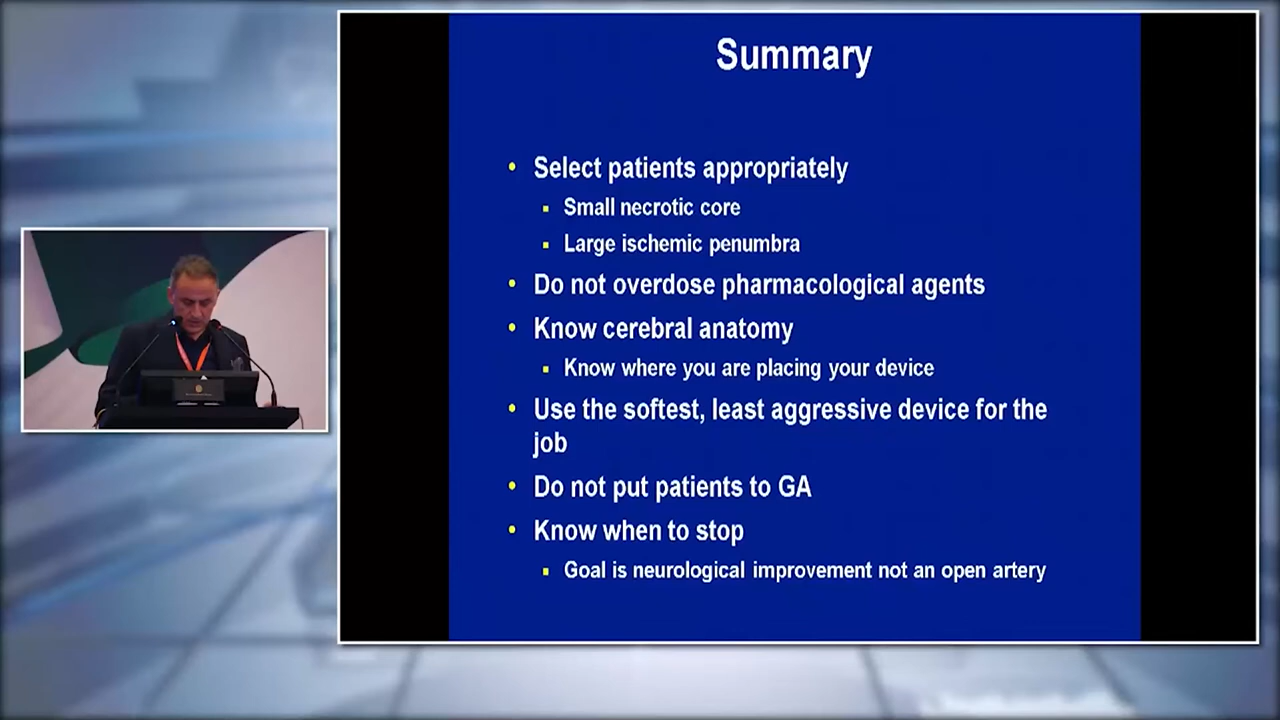 Summary
• Select patients appropriately
▪ Small necrotic core
▪ Large ischemic penumbra
• Do not overdose pharmacological agents
• Know cerebral anatomy
▪ Know where you are placing your device
• Use the softest, least aggressive device for the
job
• Do not put patients to GA
• Know when to stop
▪ Goal is neurological improvement not an open artery